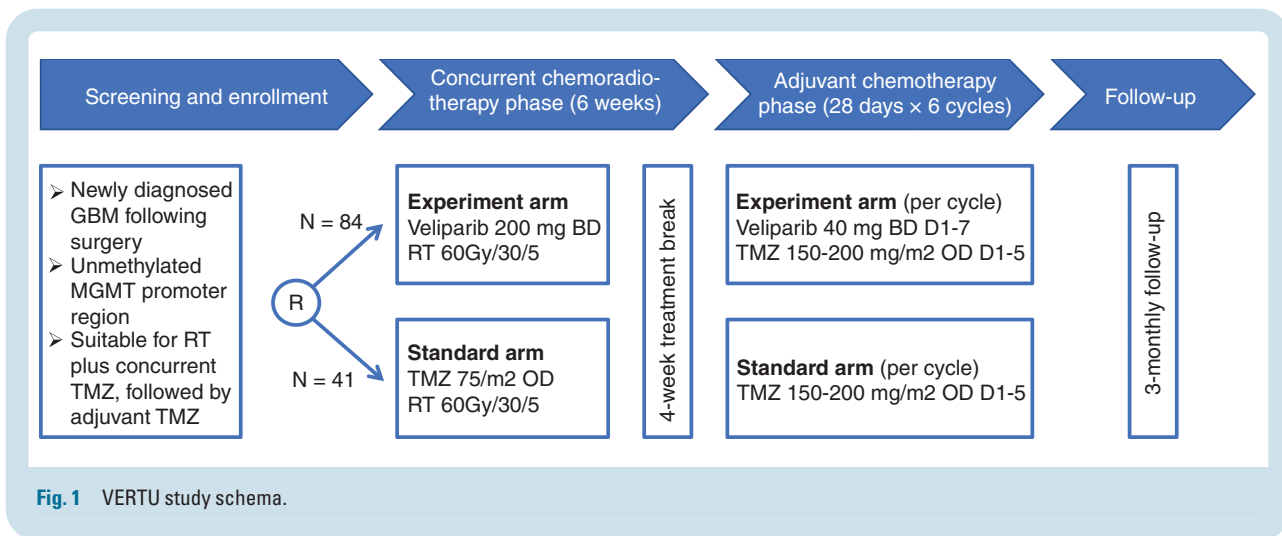 Screening and enrollment
Concurrent chemoradio-
therapy phase (6 weeks)
Adjuvant chemotherapy
phase (28 days × 6 cycles)
Follow-up
➢ Newly diagnosed
GBM following
surgery
➢ Unmethylated
MGMT promoter
region
➢ Suitable for RT
plus concurrent
TMZ, followed by
adjuvant TMZ
R
N = 84
N = 41
Experiment arm
Veliparib 200 mg BD
RT 60Gy/30/5
Standard arm
TMZ 75/m2 OD
RT 60Gy/30/5
4-week treatment break
Experiment arm (per cycle)
Veliparib 40 mg BD D1-7
TMZ 150-200 mg/m2 OD D1-5
Standard arm (per cycle)
TMZ 150-200 mg/m2 OD D1-5
3-monthly follow-up
Fig. 1 VERTU study schema.